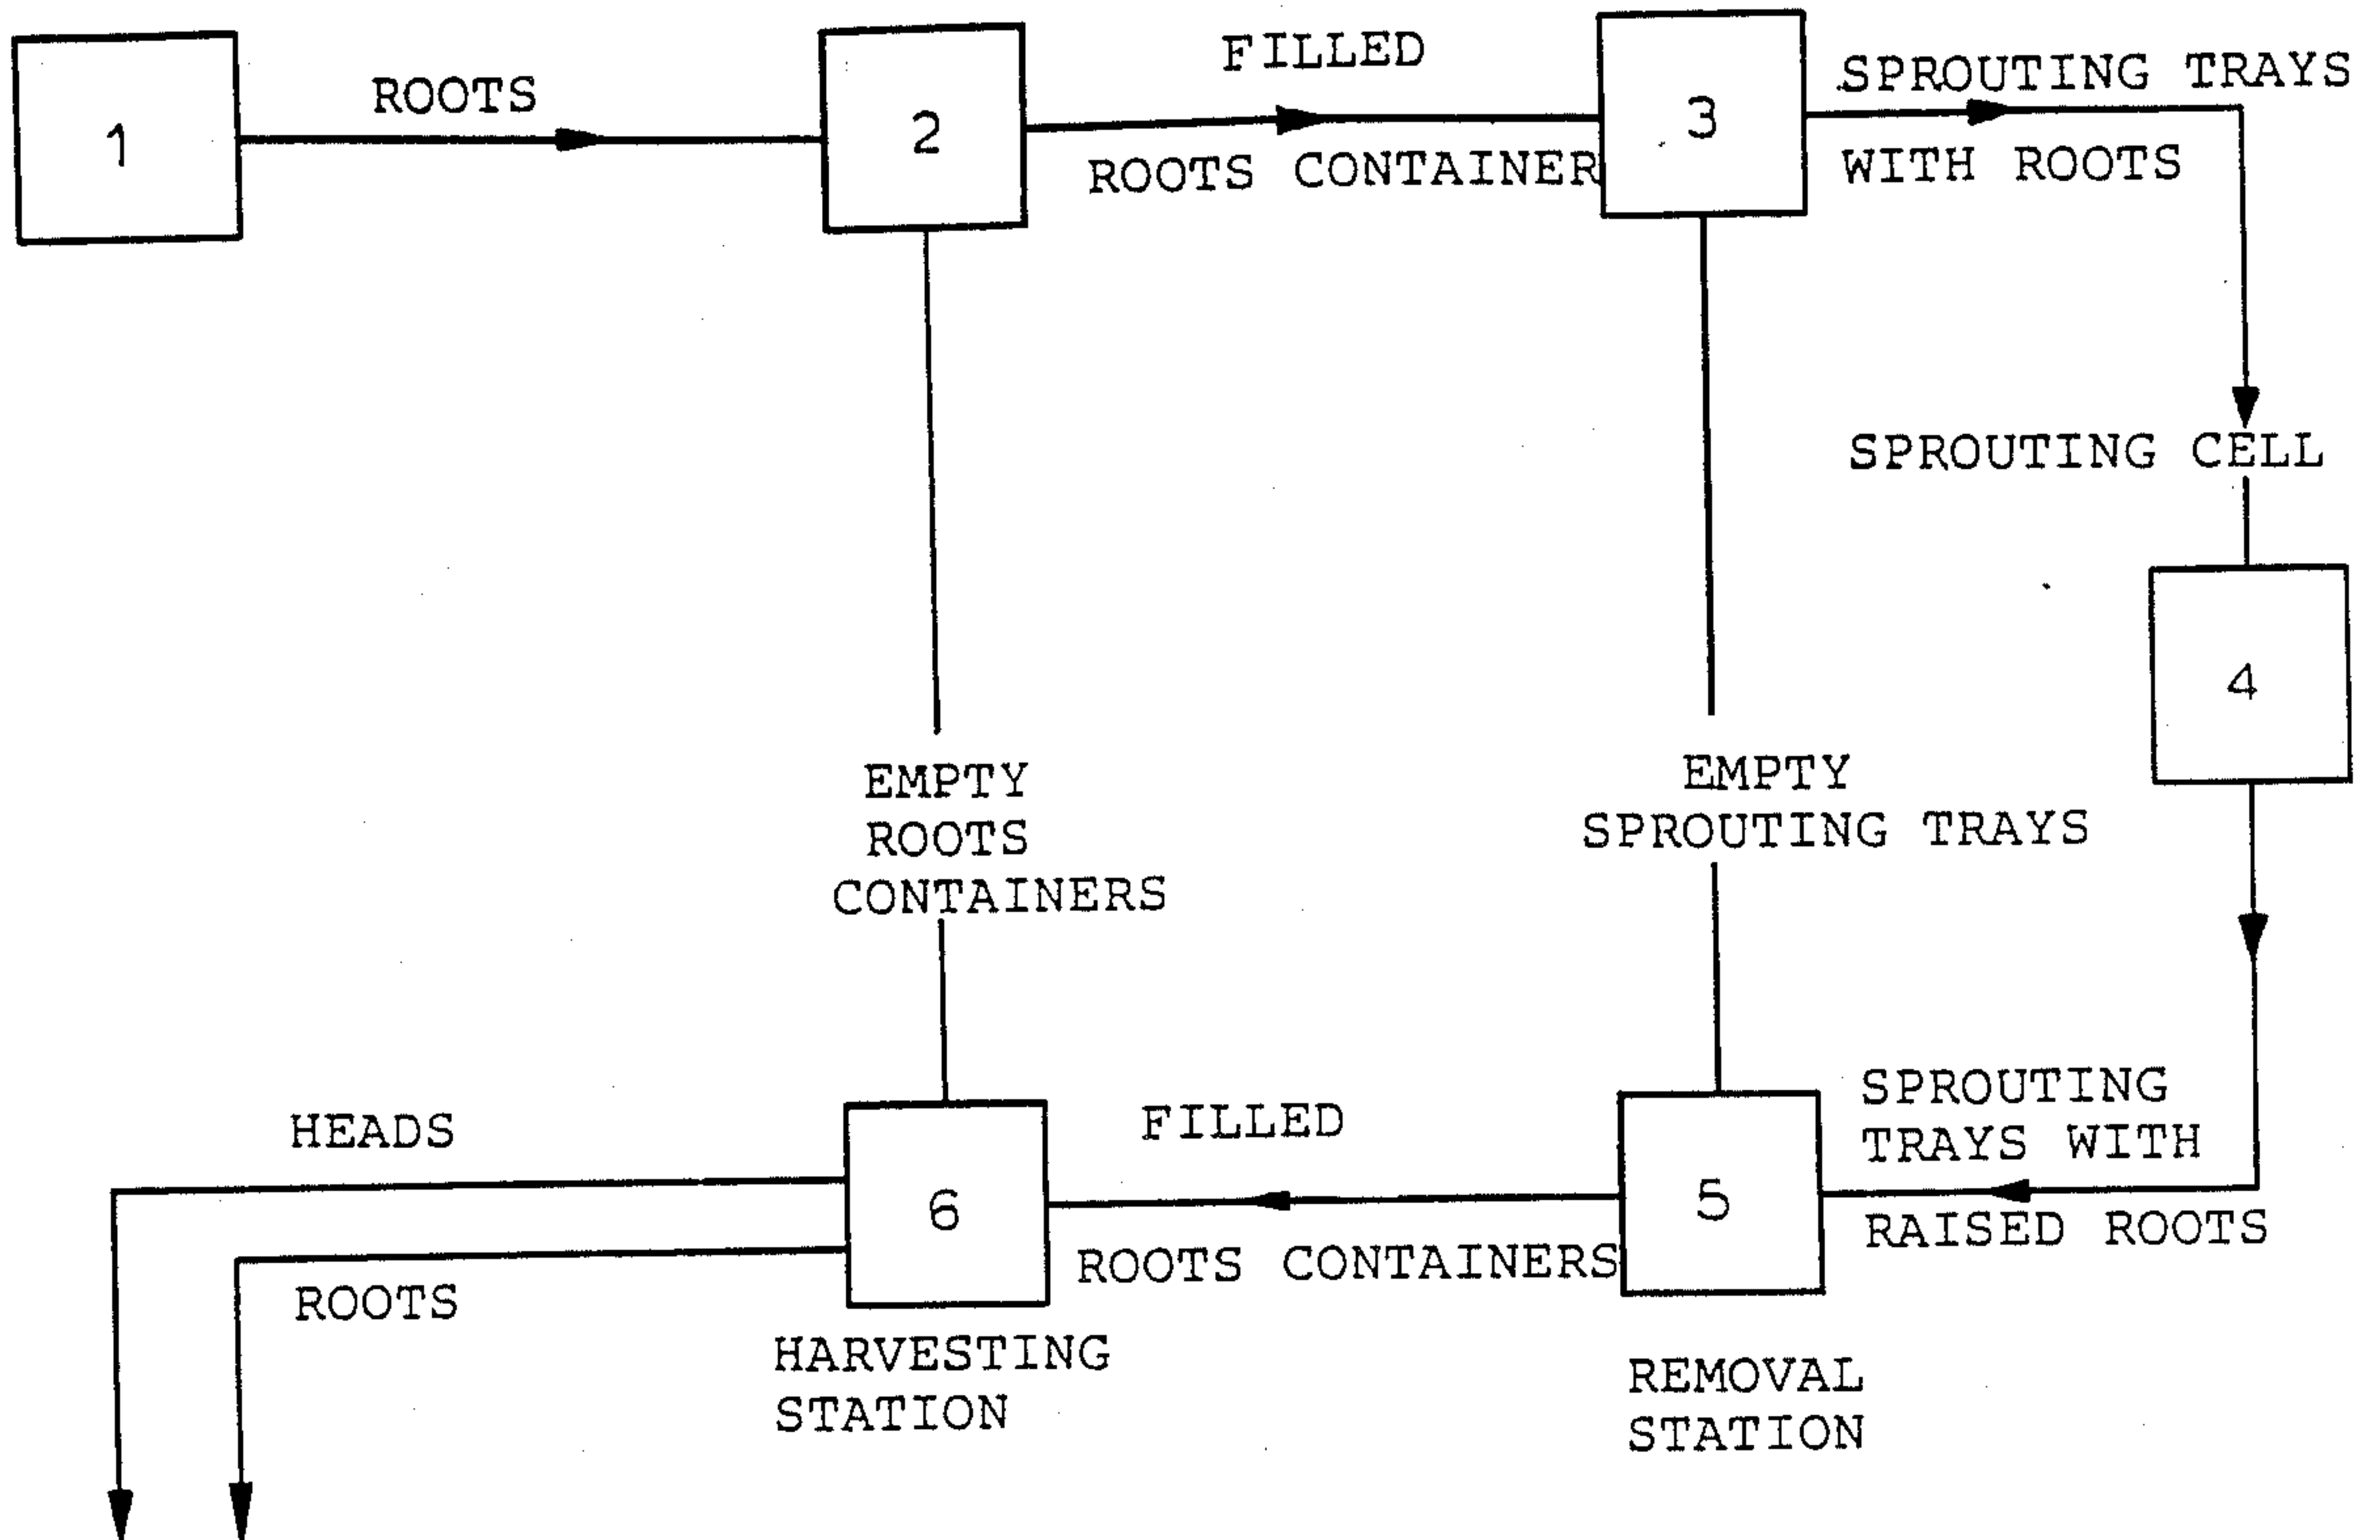 1
ROOTS
2
FILLED
ROOTS CONTAINER
3
SPROUTING TRAYS
WITH ROOTS
SPROUTING CELL
4
EMPTY
ROOTS
CONTAINERS
EMPTY
SPROUTING TRAYS
HEADS
ROOTS
6
HARVESTING
STATION
FILLED
ROOTS CONTAINERS
5
REMOVAL
STATION
SPROUTING
TRAYS WITH
RAISED ROOTS